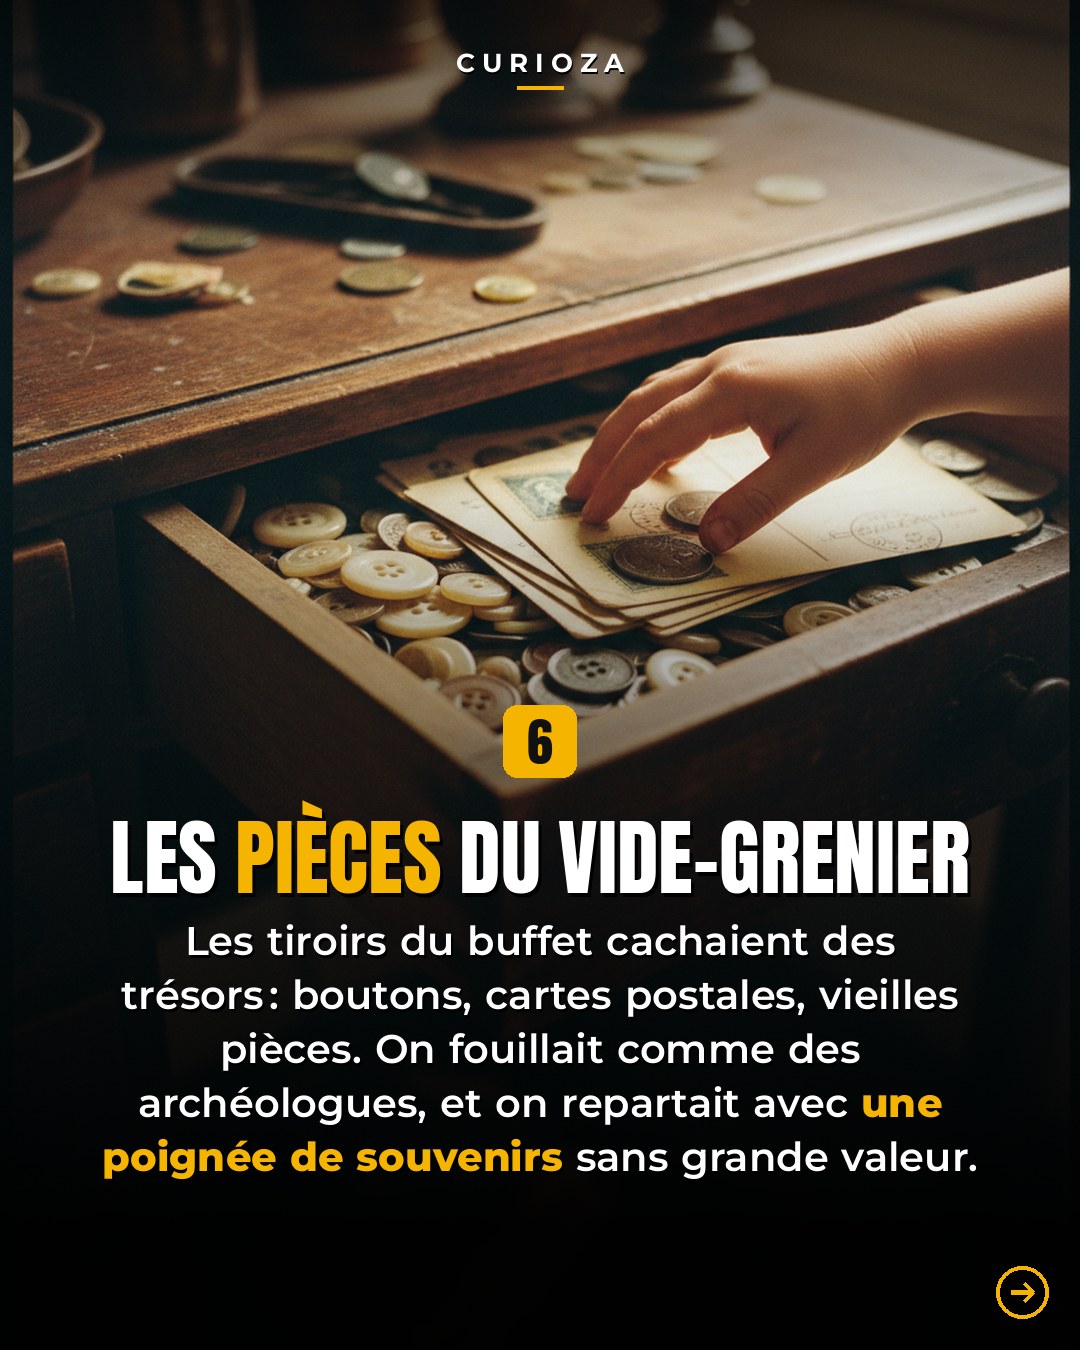 CURIOZA
6
LES PIÈCES DU VIDE-GRENIER
Les tiroirs du buffet cachaient des
trésors : boutons, cartes postales, vieilles
pièces. On fouillait comme des
archéologues, et on repartait avec une
poignée de souvenirs sans grande valeur.